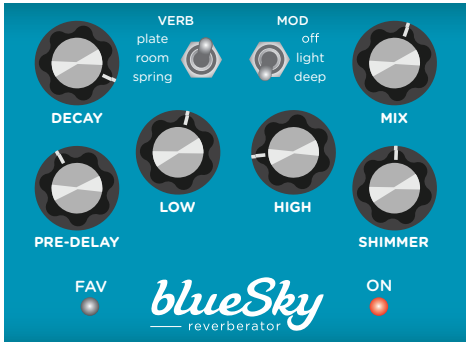 VERB
MOD
plate
room
spring
off
light
deep
DECAY
MIX
LOW
HIGH
PRE-DELAY
SHIMMER
FAV
ON
blueSky
reverberator